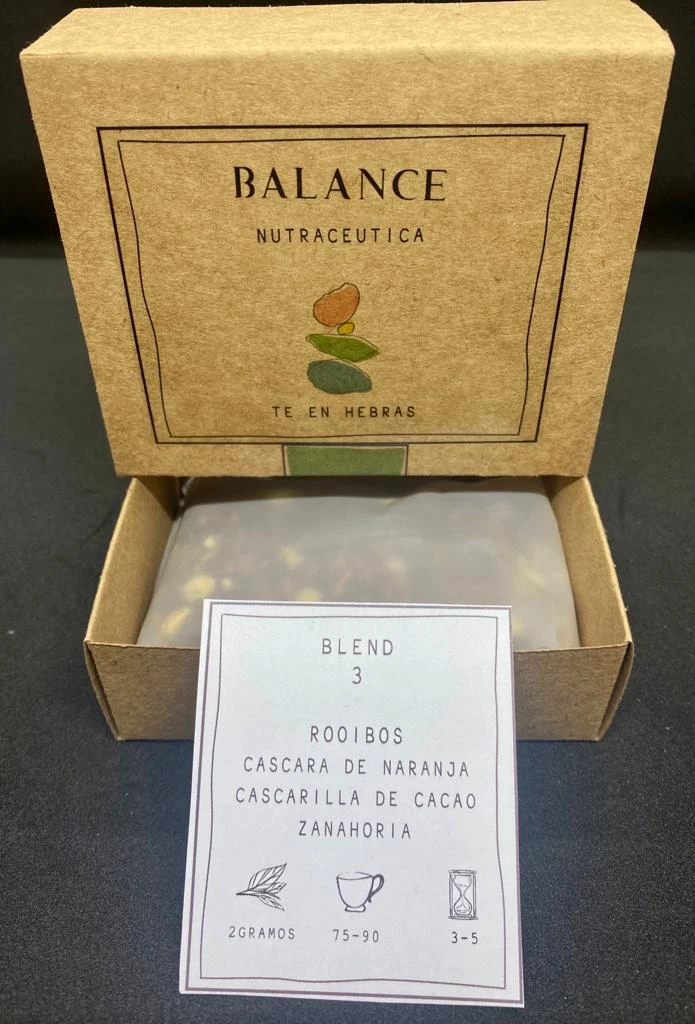 BALANCE
NUTRACEUTICA
TE EN HEBRAS
BLEND
3
ROOIBOS
CASCARA DE NARANJA
CASCARILLA DE CACAO
ZANAHORIA
2GRAMOS 75-90 3-5